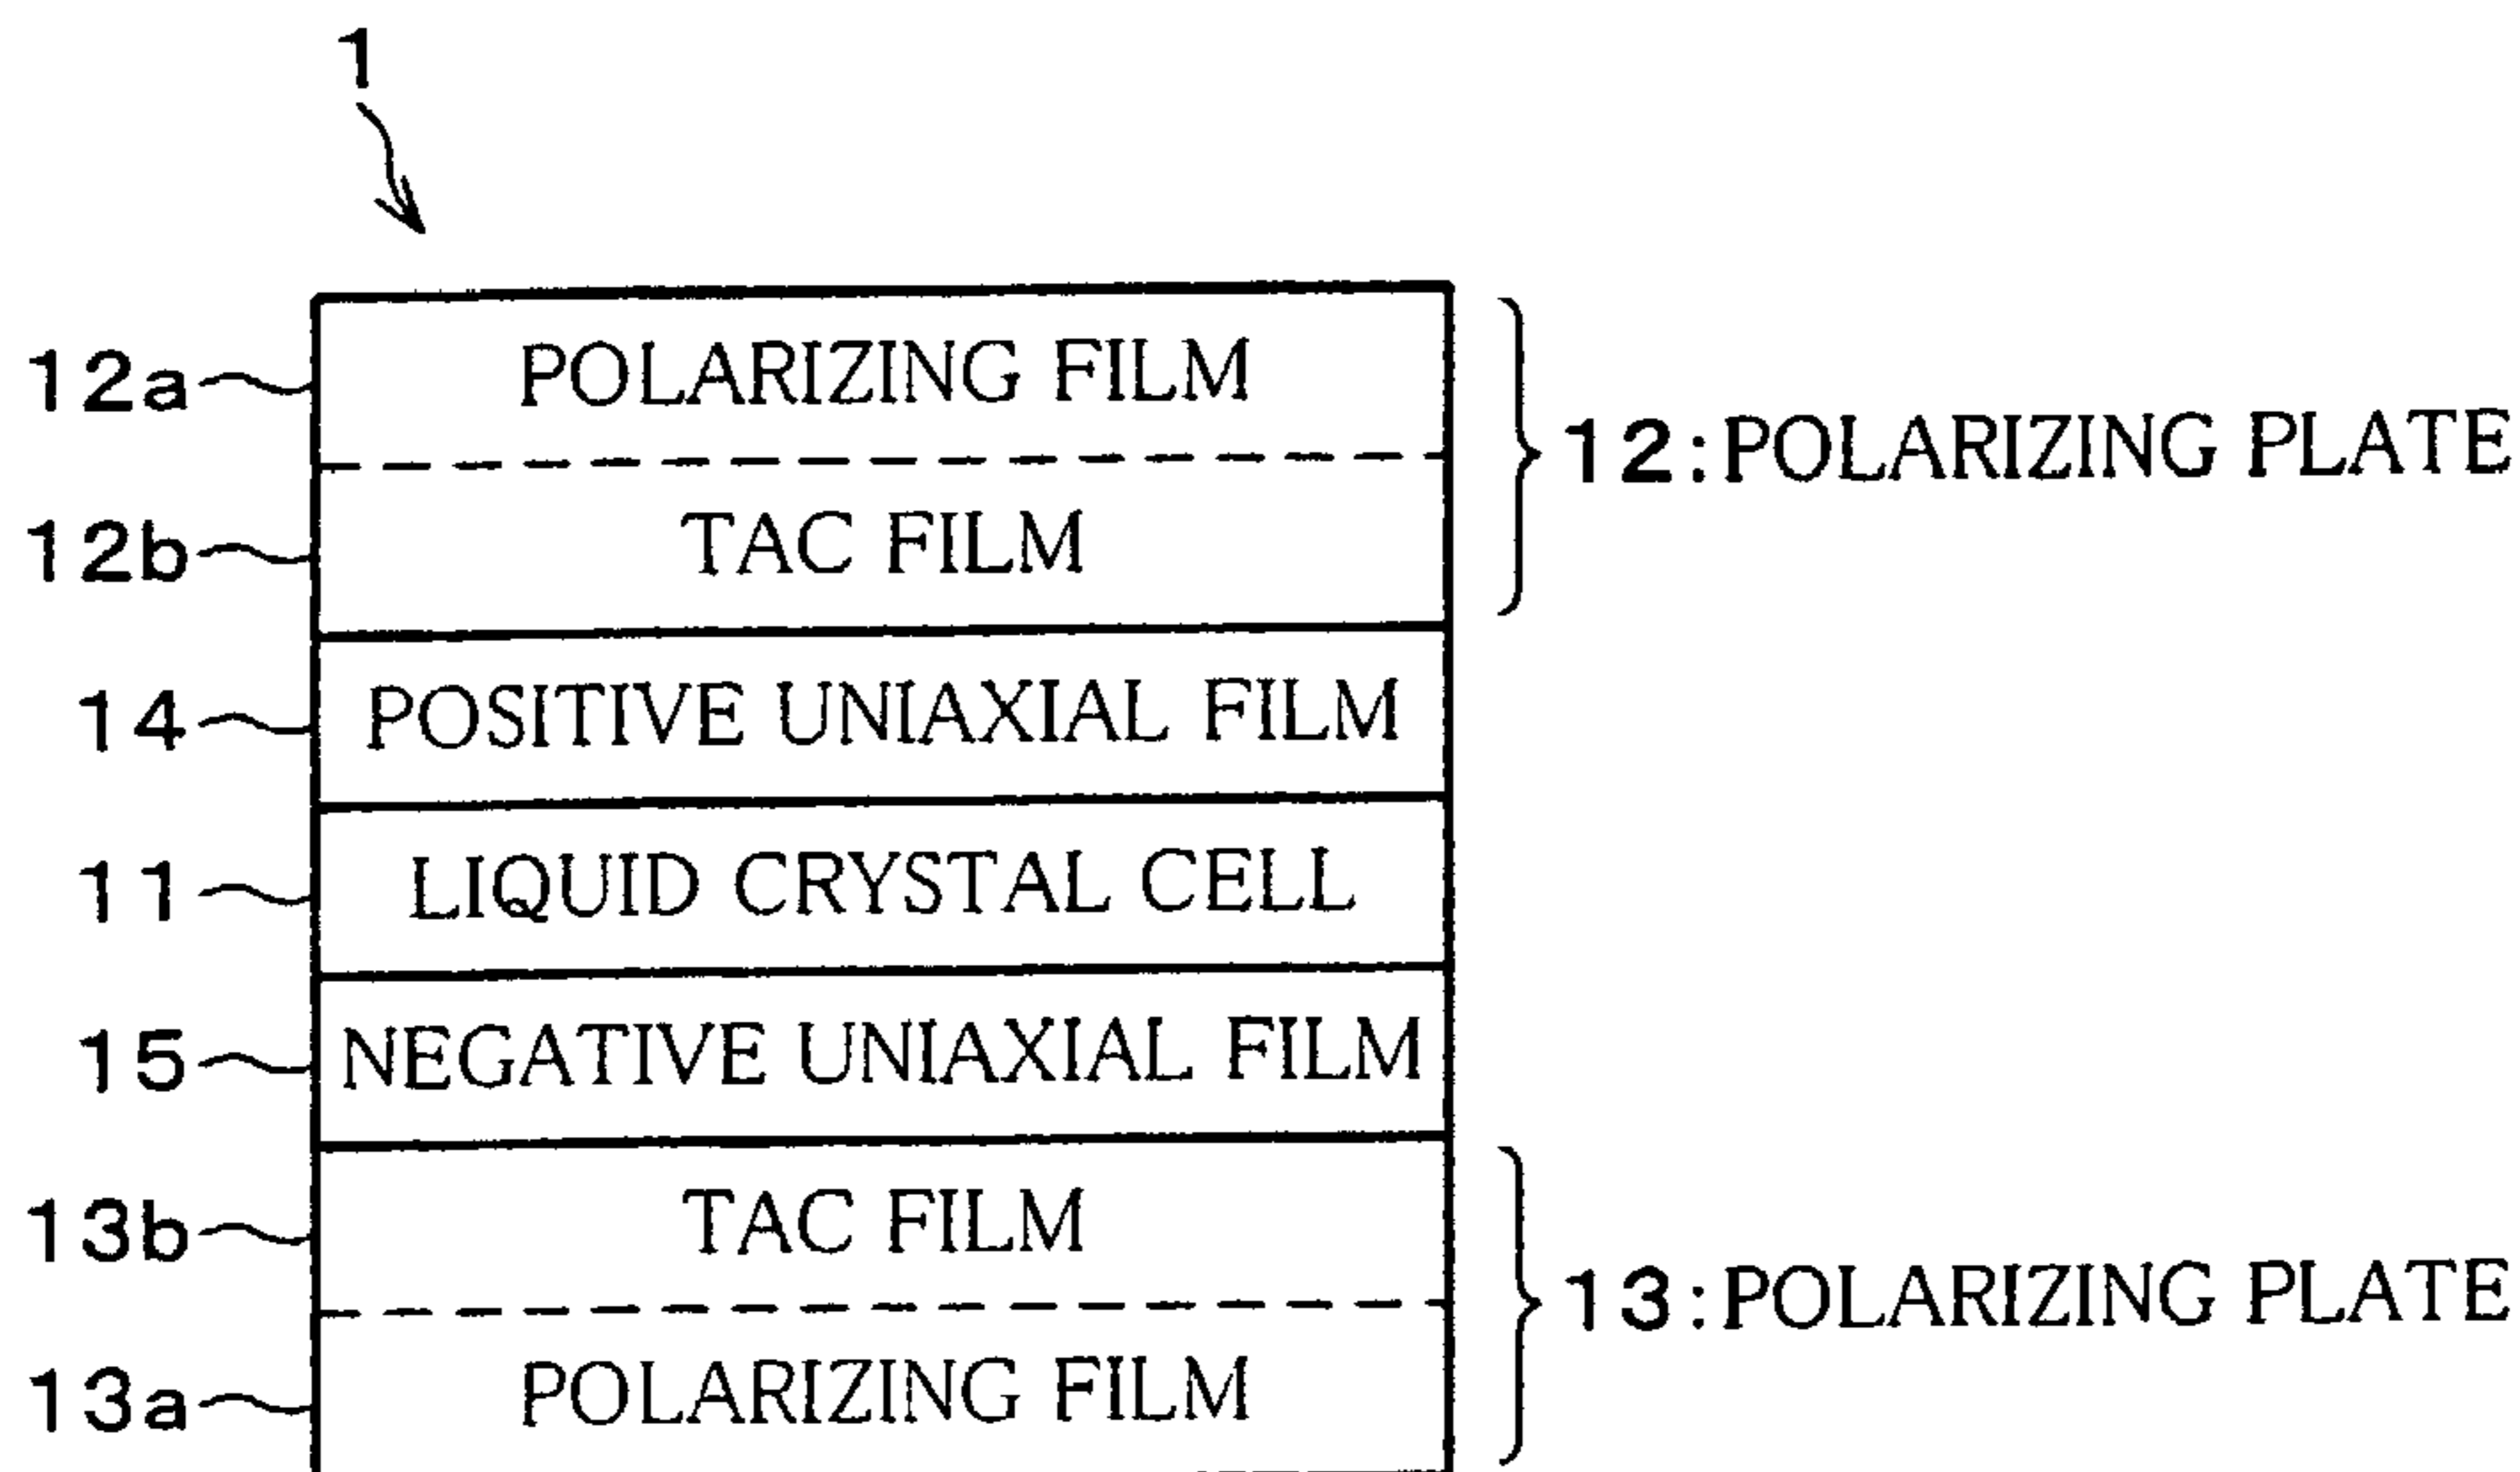 1
12a POLARIZING FILM
12:POLARIZING PLATE
12b TAC FILM
14 POSITIVE UNIAXIAL FILM
11 LIQUID CRYSTAL CELL
15 NEGATIVE UNIAXIAL FILM
13b TAC FILM
13:POLARIZING PLATE
13a POLARIZING FILM